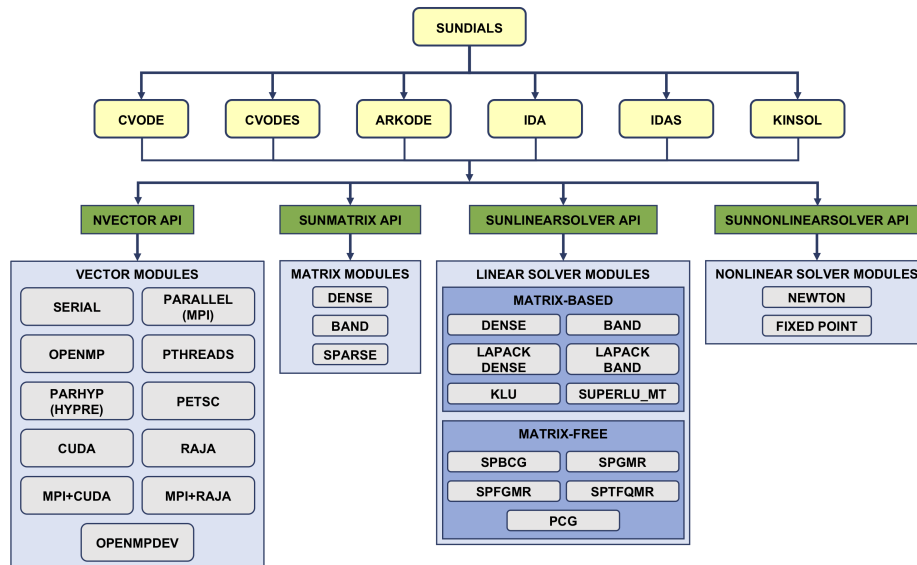 SUNDIALS
CVODE
CVODES
ARKODE
IDA
IDAS
KINSOL
NVECTOR API
SUNMATRIX API
SUNLINEARSOLVER API
SUNNONLINEARSOLVER API
VECTOR MODULES
SERIAL
PARALLEL
(MPI)
OPENMP
PTHREADS
PARHYP
(HYPRE)
PETSC
CUDA
RAJA
MPI+CUDA
MPI+RAJA
OPENMPDEV
MATRIX MODULES
DENSE
BAND
SPARSE
LINEAR SOLVER MODULES
MATRIX-BASED
DENSE
BAND
LAPACK
DENSE
LAPACK
BAND
KLU
SUPERLU_MT
MATRIX-FREE
SPBCG
SPGMR
SPFGMR
SPTFQMR
PCG
NONLINEAR SOLVER MODULES
NEWTON
FIXED POINT